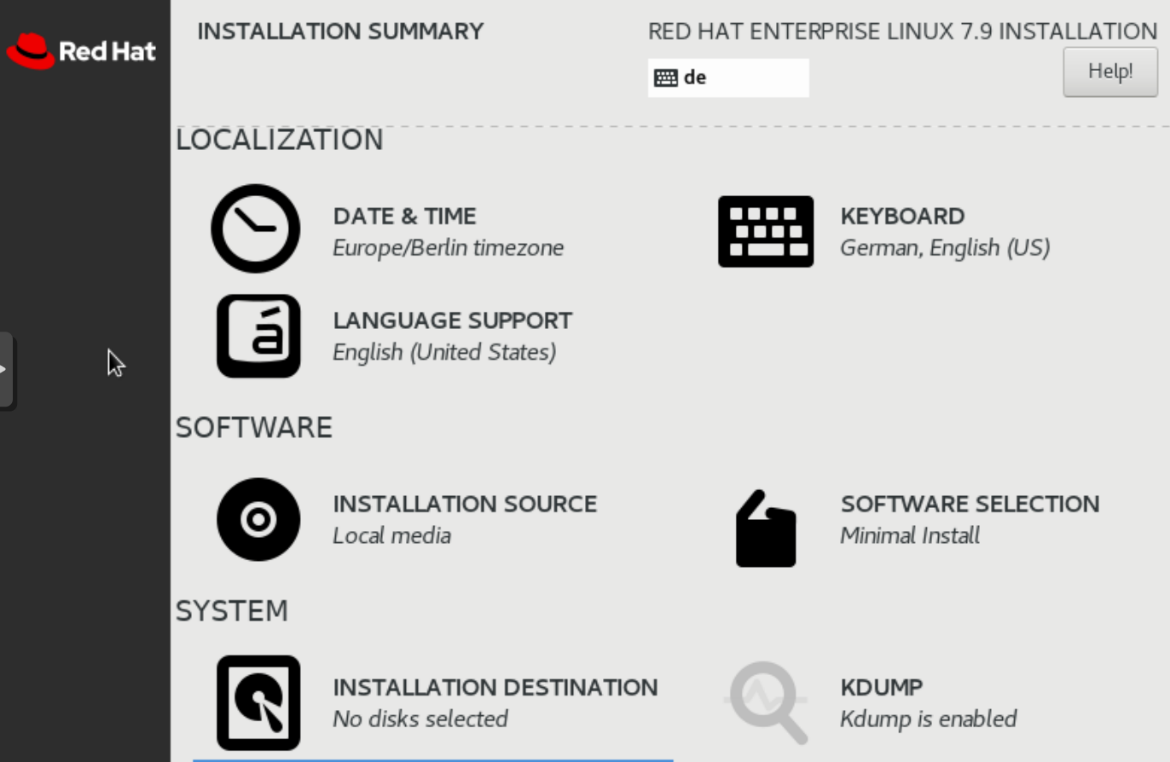 Red Hat
INSTALLATION SUMMARY
RED HAT ENTERPRISE LINUX 7.9 INSTALLATION
de
Help!
LOCALIZATION
DATE & TIME
Europe/Berlin timezone
KEYBOARD
German, English (US)
á
LANGUAGE SUPPORT
English (United States)
SOFTWARE
INSTALLATION SOURCE
Local media
SOFTWARE SELECTION
Minimal Install
SYSTEM
INSTALLATION DESTINATION
No disks selected
KDUMP
Kdump is enabled